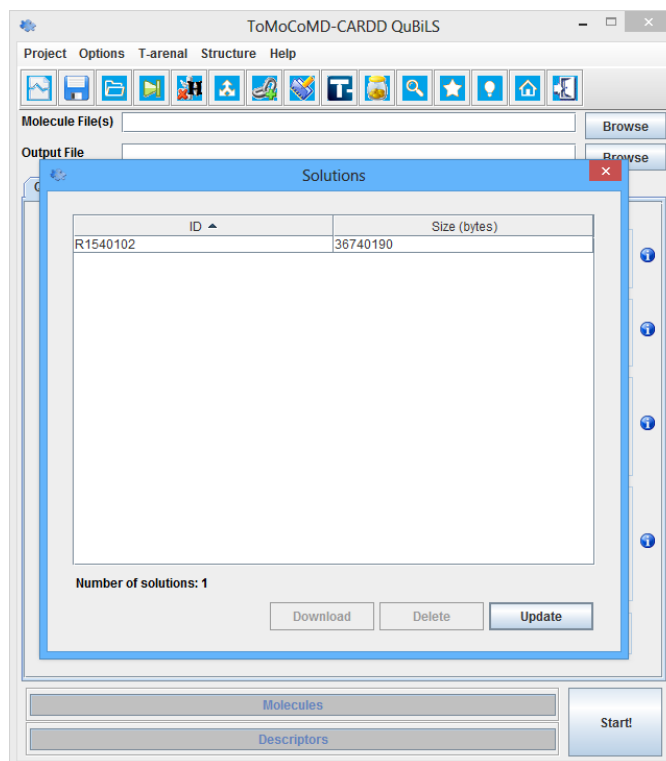 ToMoCoMD-CARDD QuBiLS
Project Options T-arenal Structure Help
Molecule File(s) Browse
Output File Browse
Solutions
ID Size (bytes)
R1540102 36740190
Number of solutions: 1
Download Delete Update
Molecules
Start!
Descriptors